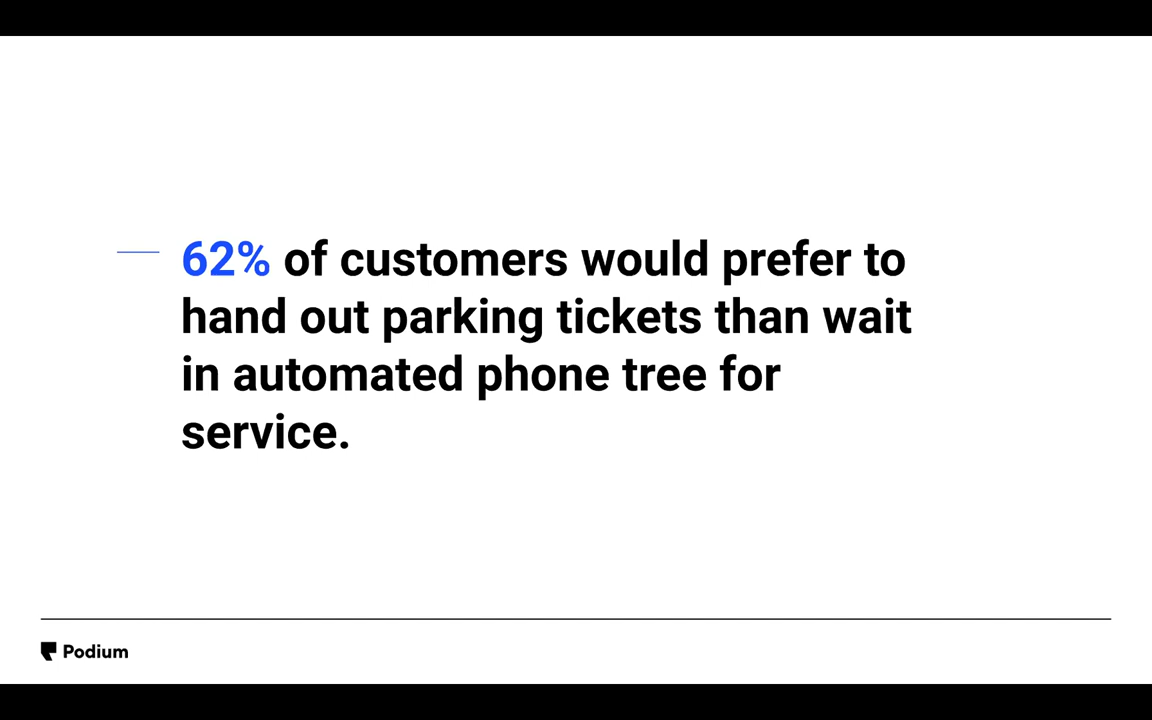 62% of customers would prefer to
hand out parking tickets than wait
in automated phone tree for
service.
Podium